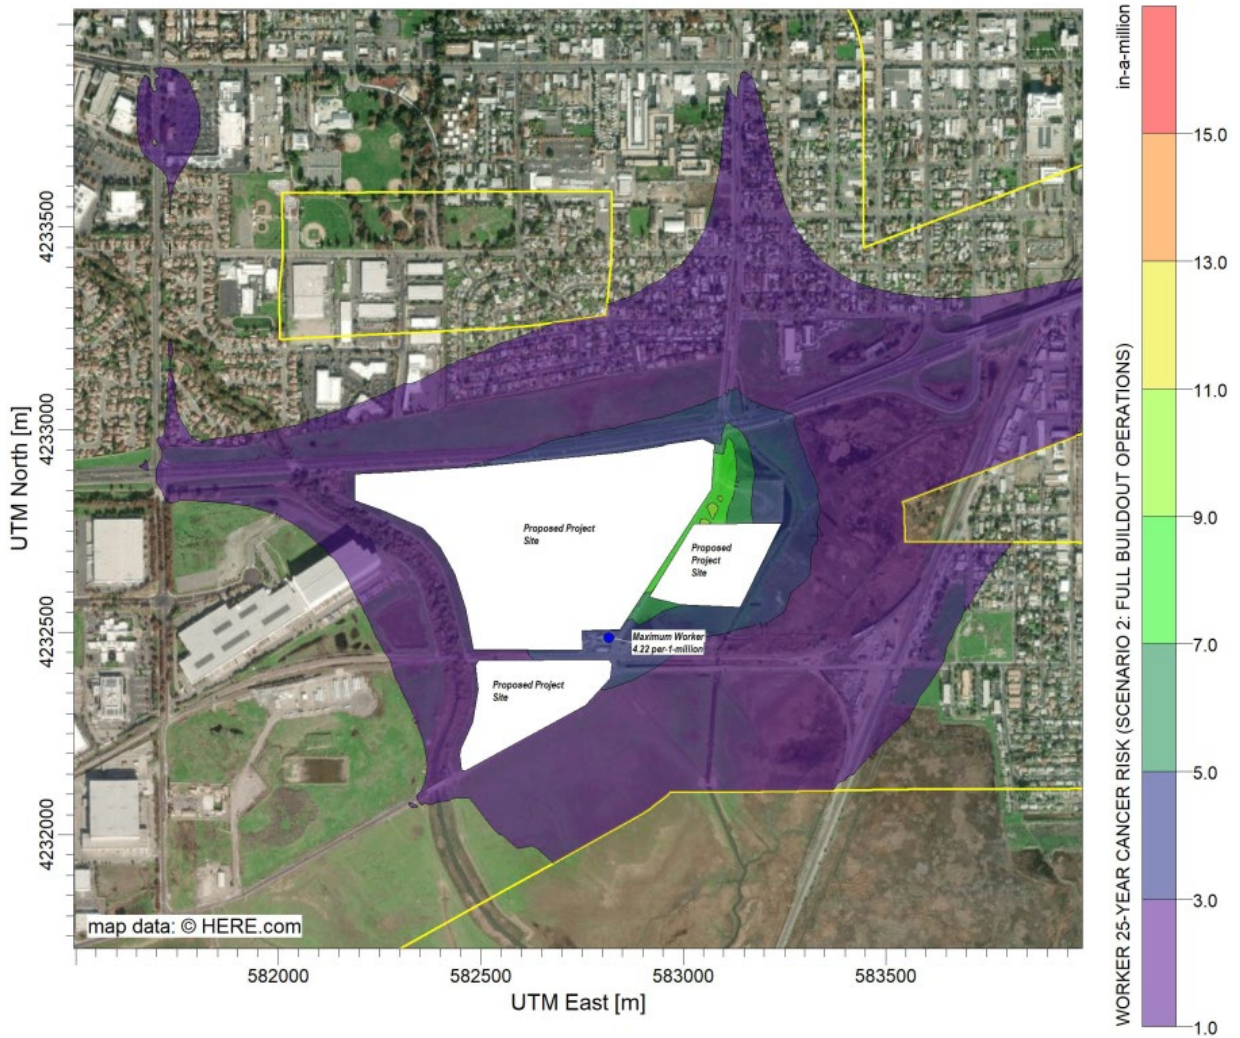 in-a-million
15.0
13.0
11.0
9.0
7.0
5.0
3.0
1.0
WORKER 25-YEAR CANCER RISK (SCENARIO 2: FULL BUILDOUT OPERATIONS)
UTM North [m]
4233500
4233000
4232500
4232000
Proposed Project
Site
Proposed
Project
Site
Maximum Worker
4.22 per-1-million
Proposed Project
Site
map data: © HERE.com
582000
582500
583000
583500
UTM East [m]